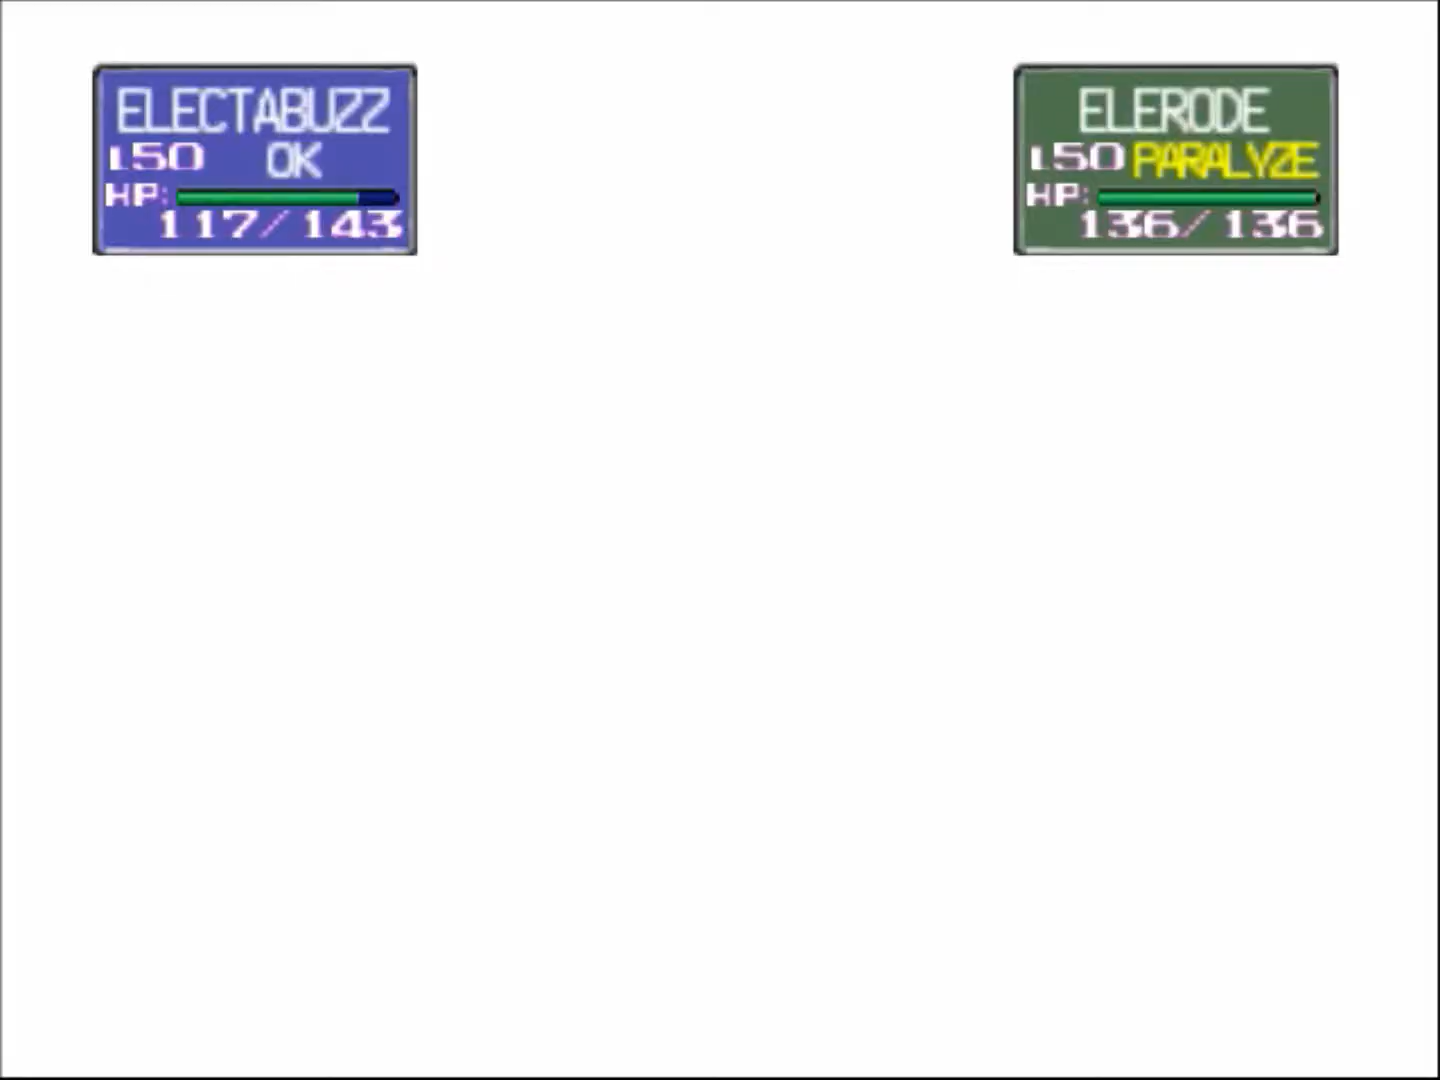 ELECTABUZZ
L50 OK
HP:
117/143
ELERODE
L50 PARALYZE
HP:
136/136